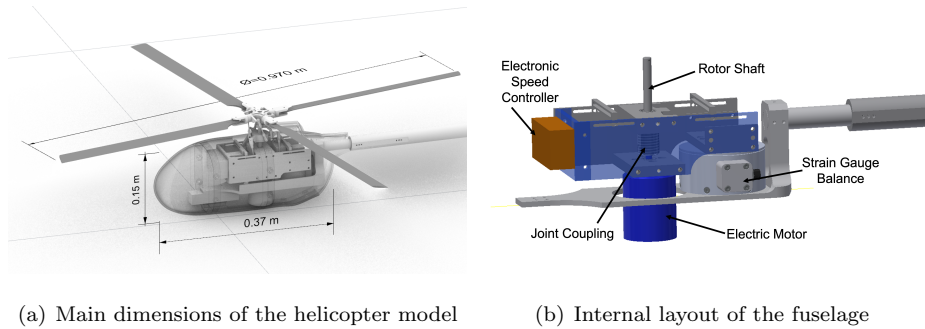 Ø=0.970 m
0.15 m
0.37 m
Electronic
Speed
Controller
Rotor Shaft
Strain Gauge
Balance
Joint Coupling
Electric Motor
(a) Main dimensions of the helicopter model
(b) Internal layout of the fuselage